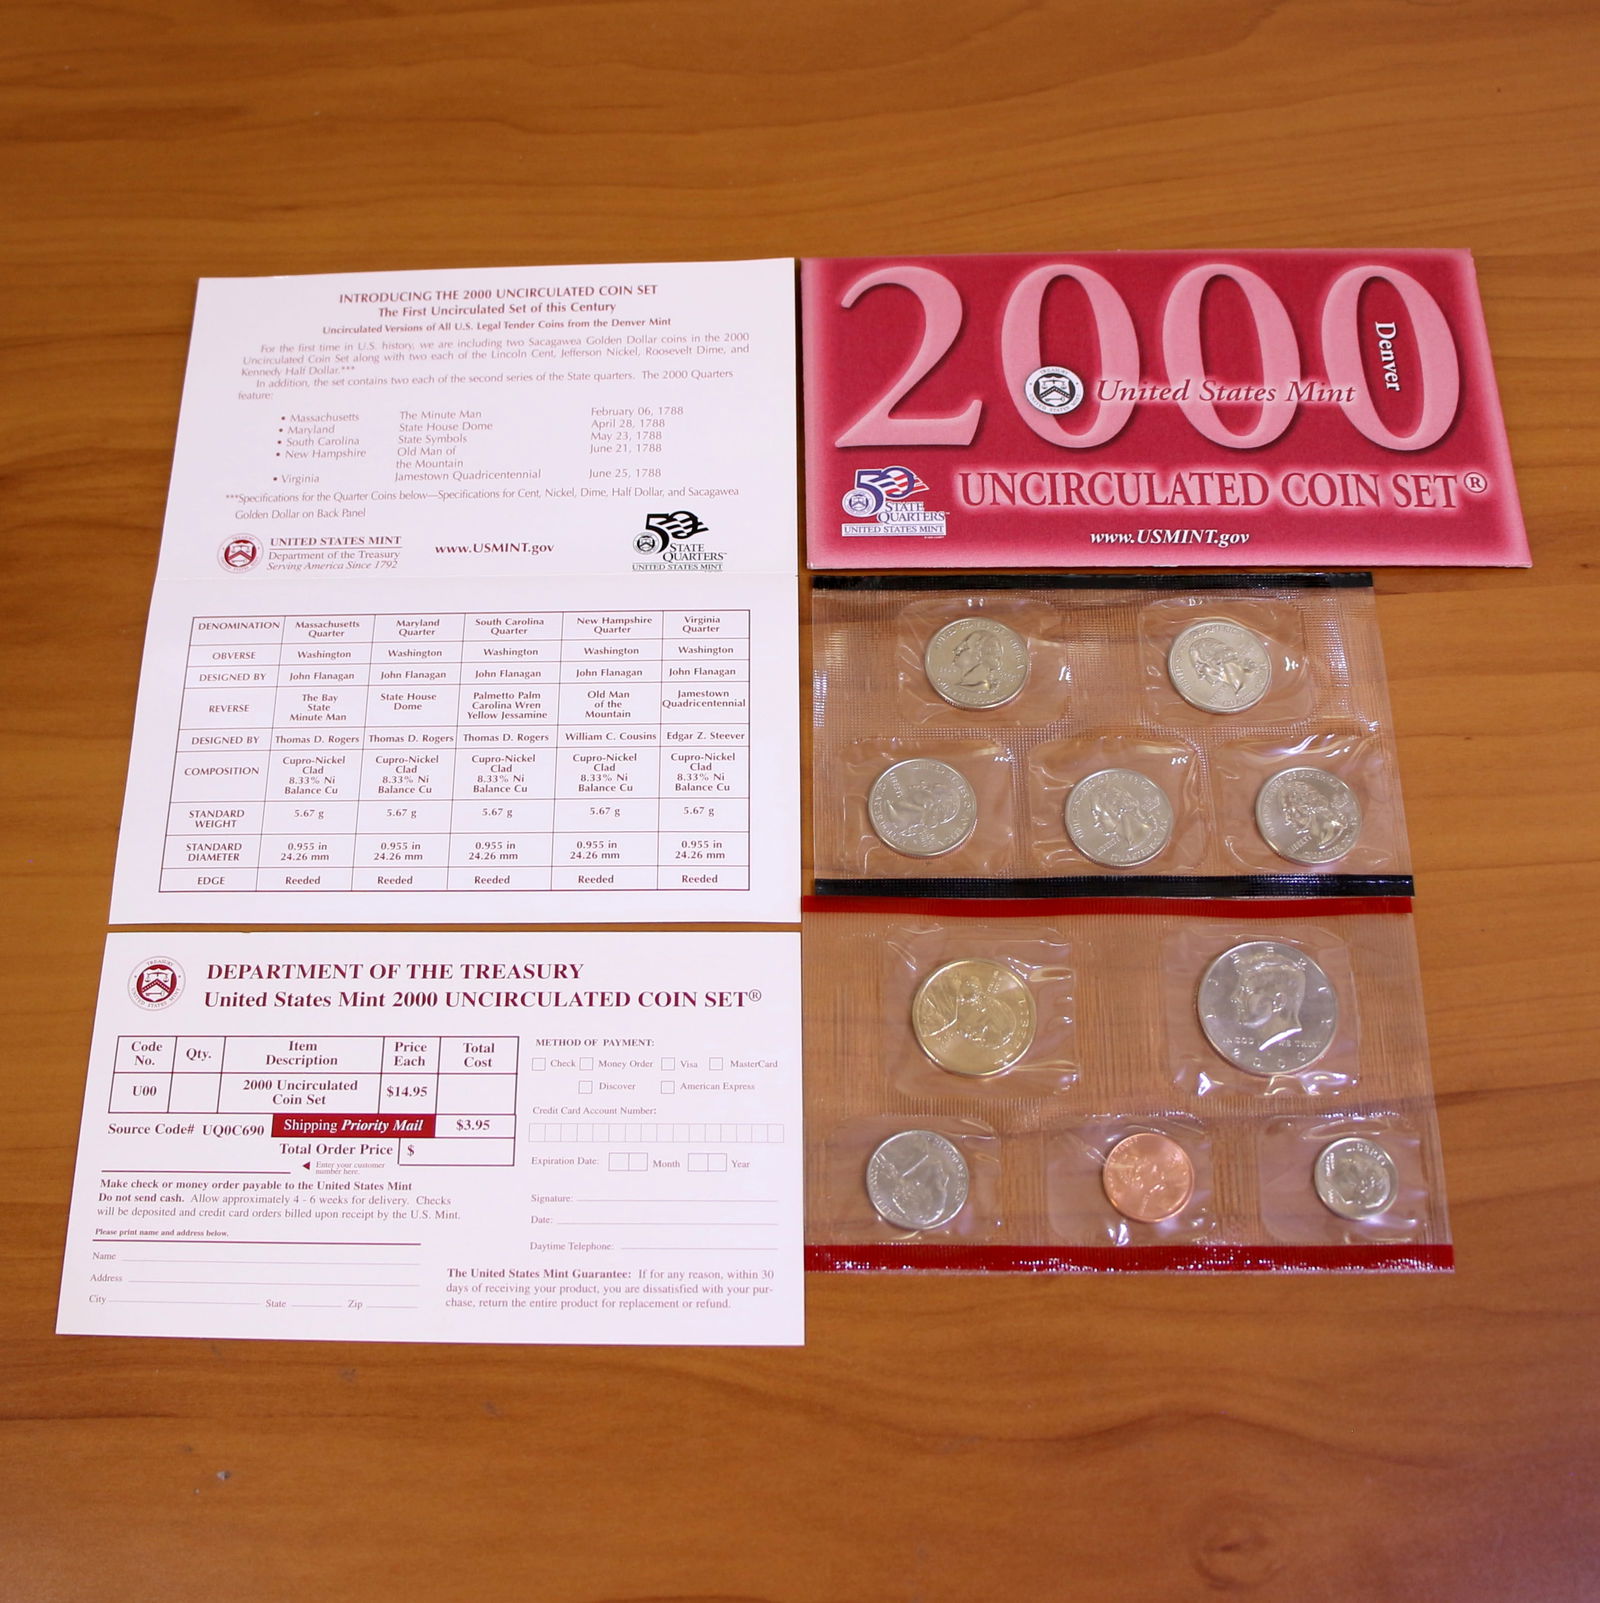 INTRODUCING THE 2000 UNCIRCULATED COIN SET
The First Uncirculated Set of this Century
Uncirculated Versions of All U.S. Legal Tender Coins from the Denver Mint
For the first time in U.S. history, we are including two Sacagawea Golden Dollar coins in the 2000
Uncirculated Coin Set along with two each of the Lincoln Cent, Jefferson Nickel, Roosevelt Dime, and
Kennedy Half Dollar.***
In addition, the set contains two each of the second series of the State quarters. The 2000 Quarters
feature:
• Massachusetts The Minute Man February 06, 1788
• Maryland State House Dome April 28, 1788
• South Carolina State Symbols May 23, 1788
• New Hampshire Old Man of June 21, 1788
the Mountain
• Virginia Jamestown Quadricentennial June 25, 1788
***Specifications for the Quarter Coins below—Specifications for Cent, Nickel, Dime, Half Dollar, and Sacagawea
Golden Dollar on Back Panel
UNITED STATES MINT
Department of the Treasury
Serving America Since 1792
www.USMINT.gov
50
STATE
QUARTERS™
UNITED STATES MINT
DENOMINATION Massachusetts Quarter Maryland Quarter South Carolina Quarter New Hampshire Quarter Virginia Quarter
OBVERSE Washington Washington Washington Washington Washington
DESIGNED BY John Flanagan John Flanagan John Flanagan John Flanagan John Flanagan
REVERSE The Bay State Minute Man State House Dome Palmetto Palm Carolina Wren Yellow Jessamine Old Man of the Mountain Jamestown Quadricentennial
DESIGNED BY Thomas D. Rogers Thomas D. Rogers Thomas D. Rogers William C. Cousins Edgar Z. Steever
COMPOSITION Cupro-Nickel Clad 8.33% Ni Balance Cu Cupro-Nickel Clad 8.33% Ni Balance Cu Cupro-Nickel Clad 8.33% Ni Balance Cu Cupro-Nickel Clad 8.33% Ni Balance Cu Cupro-Nickel Clad 8.33% Ni Balance Cu
STANDARD WEIGHT 5.67 g 5.67 g 5.67 g 5.67 g 5.67 g
STANDARD DIAMETER 0.955 in 24.26 mm 0.955 in 24.26 mm 0.955 in 24.26 mm 0.955 in 24.26 mm 0.955 in 24.26 mm
EDGE Reeded Reeded Reeded Reeded Reeded
2000
Denver
United States Mint
UNCIRCULATED COIN SET®
50
STATE
QUARTERS™
UNITED STATES MINT
www.USMINT.gov
DEPARTMENT OF THE TREASURY
United States Mint 2000 UNCIRCULATED COIN SET®
Code No. Qty. Item Description Price Each Total Cost
U00 2000 Uncirculated Coin Set $14.95
Source Code# UQ0C690 Shipping Priority Mail $3.95
Total Order Price $
◀ Enter your customer
number here.
Make check or money order payable to the United States Mint
Do not send cash. Allow approximately 4 - 6 weeks for delivery. Checks
will be deposited and credit card orders billed upon receipt by the U.S. Mint.
Please print name and address below.
Name
Address
City State Zip
METHOD OF PAYMENT:
Check Money Order Visa MasterCard
Discover American Express
Credit Card Account Number:
Expiration Date: Month Year
Signature:
Date:
Daytime Telephone:
The United States Mint Guarantee: If for any reason, within 30
days of receiving your product, you are dissatisfied with your pur-
chase, return the entire product for replacement or refund.
IN GOD WE TRUST
2000
LIBERTY